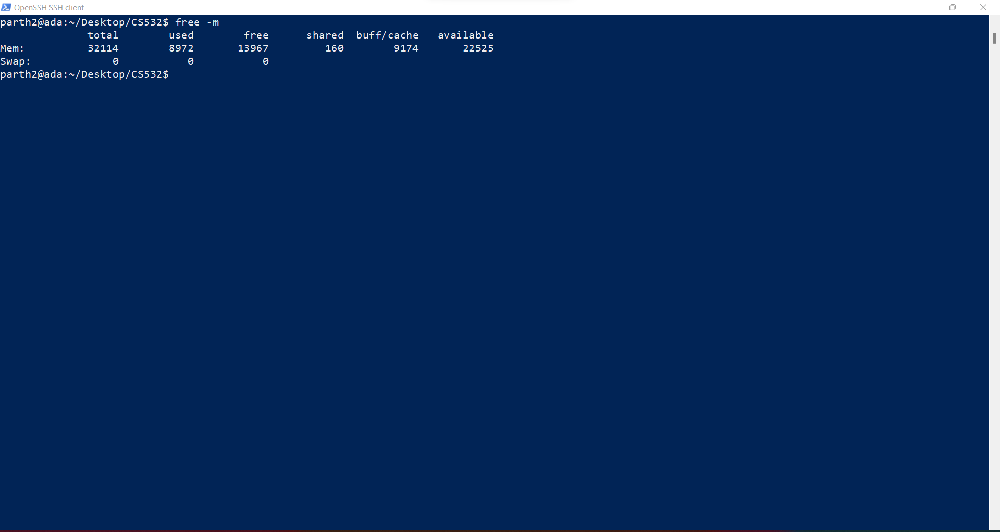 OpenSSH SSH client
parth2@ada:~/Desktop/CS532$ free -m
              total        used        free      shared  buff/cache   available
Mem:          32114        8972       13967         160        9174       22525
Swap:             0           0           0
parth2@ada:~/Desktop/CS532$